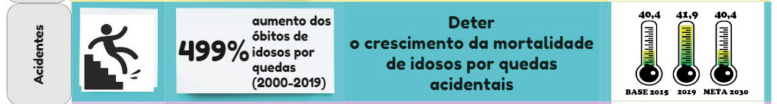 Acidentes
499%
aumento dos
óbitos de
idosos por
quedas
(2000-2019)
Deter
o crescimento da mortalidade
de idosos por quedas
acidentais
40,4 41,9 40,4
BASE 2015 2019 META 2030